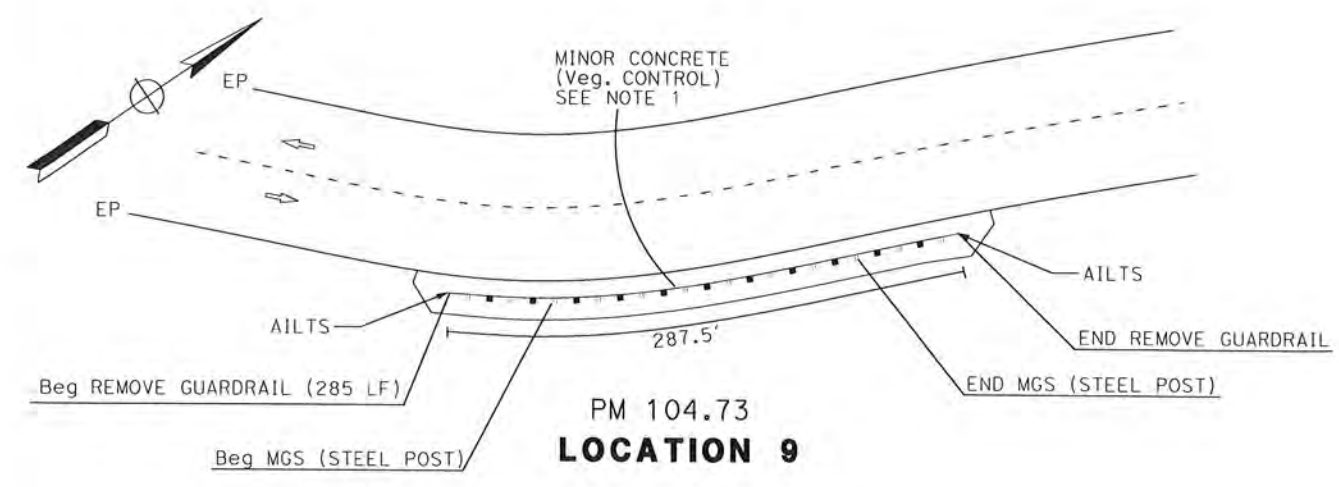 MINOR CONCRETE
(Veg. CONTROL)
SEE NOTE 1
EP
EP
AILTS
AILTS
287.5'
END REMOVE GUARDRAIL
Beg REMOVE GUARDRAIL (285 LF)
END MGS (STEEL POST)
Beg MGS (STEEL POST)
PM 104.73
LOCATION 9